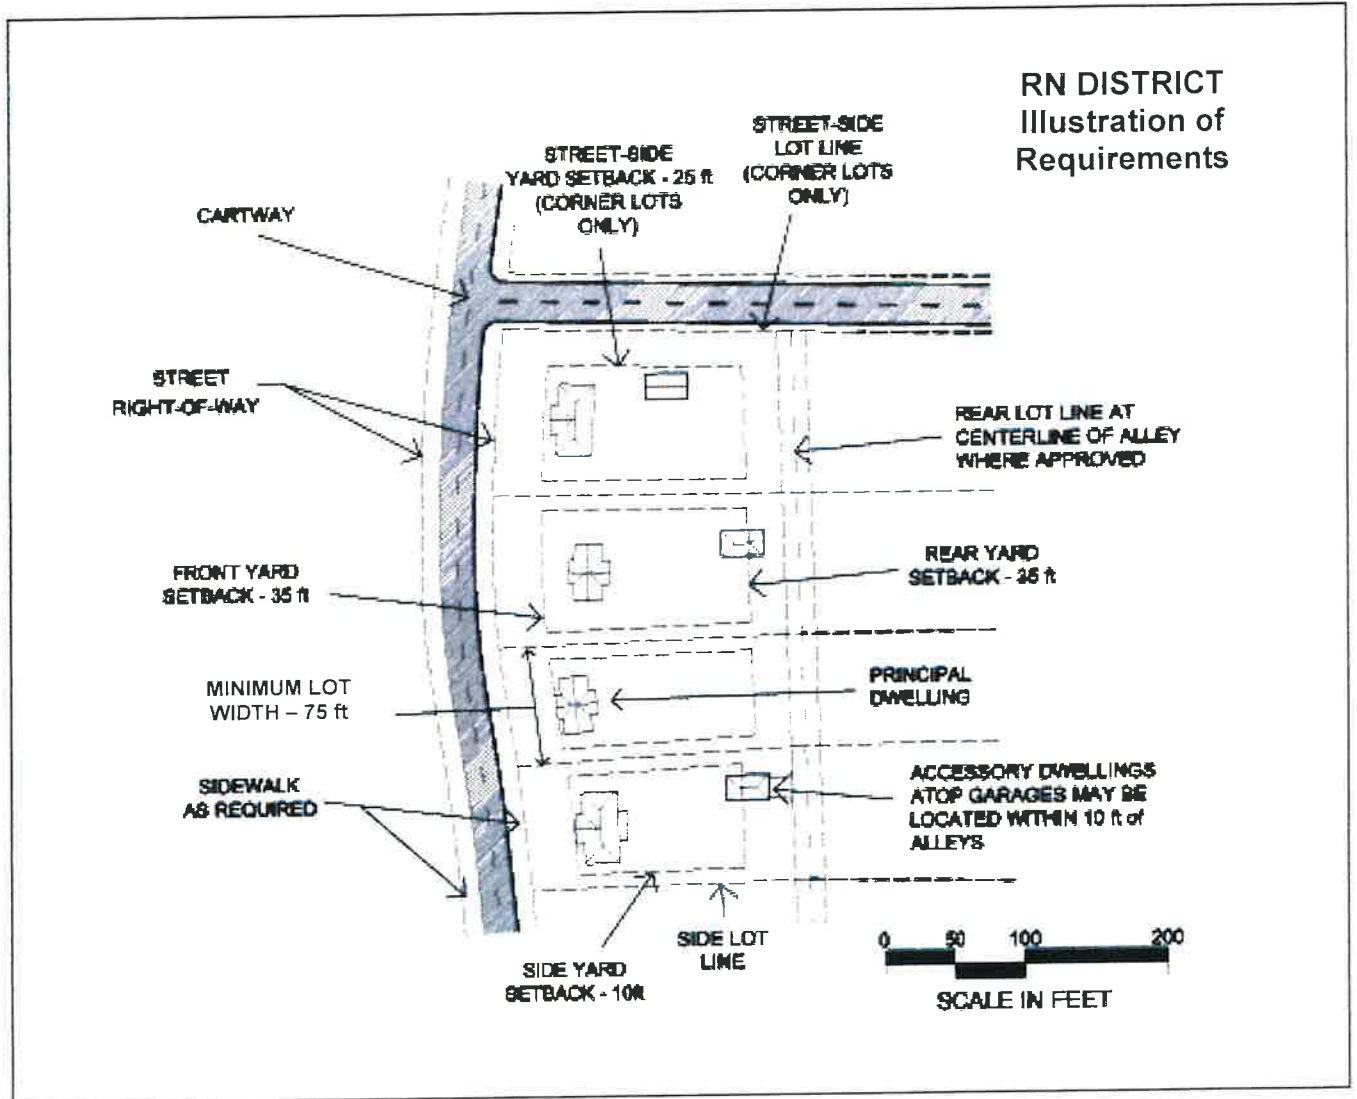 RN DISTRICT
Illustration of
Requirements
STREET-SIDE
LOT LINE
(CORNER LOTS
ONLY)
STREET-SIDE
YARD SETBACK - 25 ft
(CORNER LOTS
ONLY)
CARTWAY
STREET
RIGHT-OF-WAY
REAR LOT LINE AT
CENTERLINE OF ALLEY
WHERE APPROVED
FRONT YARD
SETBACK - 35 ft
REAR YARD
SETBACK - ft
MINIMUM LOT
WIDTH – 75 ft
PRINCIPAL
DWELLING
SIDEWALK
AS REQUIRED
ACCESSORY DWELLINGS
ATOP GARAGES MAY BE
LOCATED WITHIN 10 ft of
ALLEYS
SIDE YARD
SETBACK - 10ft
SIDE LOT
LINE
0 50 100 200
SCALE IN FEET